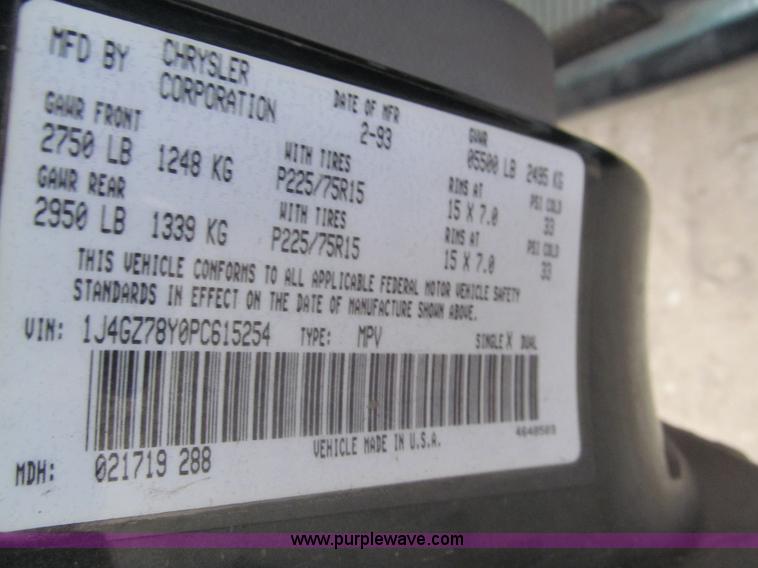 MFD BY CHRYSLER CORPORATION DATE OF MFR 2-93 GVWR 05500 LB 2495 KG
GAWR FRONT WITH TIRES RIMS AT PSI COLD
2750 LB 1248 KG P225/75R15 15 X 7.0 33
GAWR REAR WITH TIRES RIMS AT PSI COLD
2950 LB 1339 KG P225/75R15 15 X 7.0 33
THIS VEHICLE CONFORMS TO ALL APPLICABLE FEDERAL MOTOR VEHICLE SAFETY
STANDARDS IN EFFECT ON THE DATE OF MANUFACTURE SHOWN ABOVE.
VIN: 1J4GZ78Y0PC615254 TYPE: MPV SINGLE X DUAL
VEHICLE MADE IN U.S.A. 4648503
MDH: 021719 288
www.purplewave.com